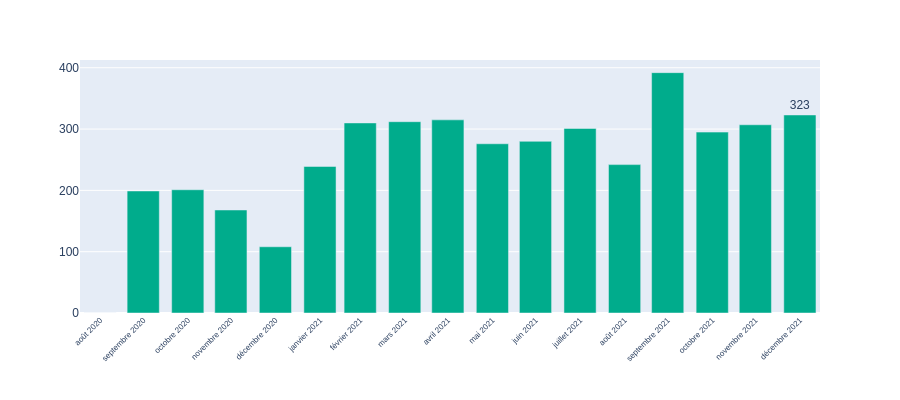 400
300
200
100
0
323
août 2020
septembre 2020
octobre 2020
novembre 2020
décembre 2020
janvier 2021
février 2021
mars 2021
avril 2021
mai 2021
juin 2021
juillet 2021
août 2021
septembre 2021
octobre 2021
novembre 2021
décembre 2021